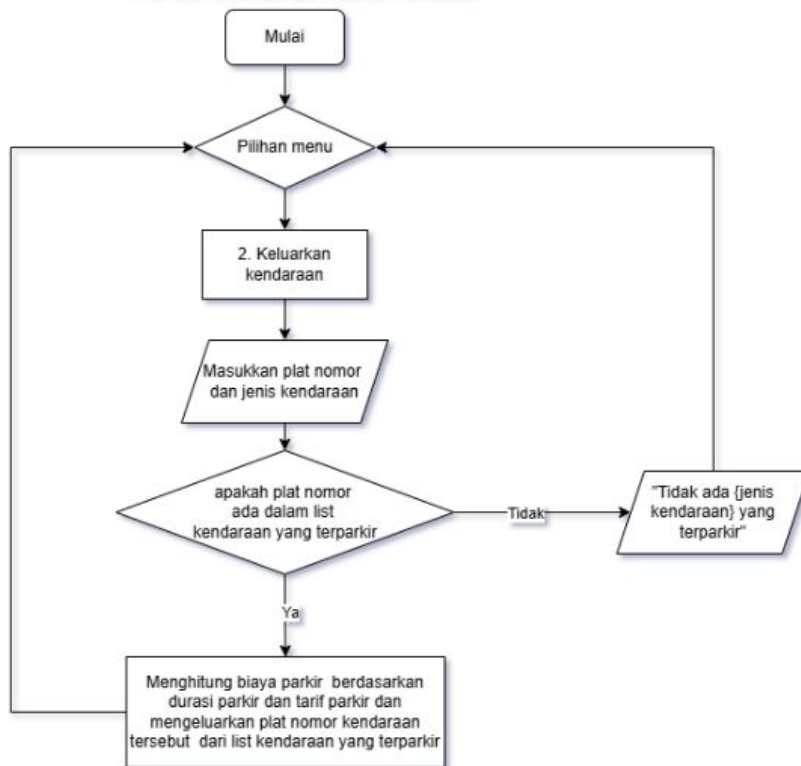 Mulai
Pilihan menu
2. Keluarkan
kendaraan
Masukkan plat nomor
dan jenis kendaraan
apakah plat nomor
ada dalam list
kendaraan yang terparkir
Tidak
"Tidak ada {jenis
kendaraan} yang
terparkir"
Ya
Menghitung biaya parkir berdasarkan
durasi parkir dan tarif parkir dan
mengeluarkan plat nomor kendaraan
tersebut dari list kendaraan yang terparkir